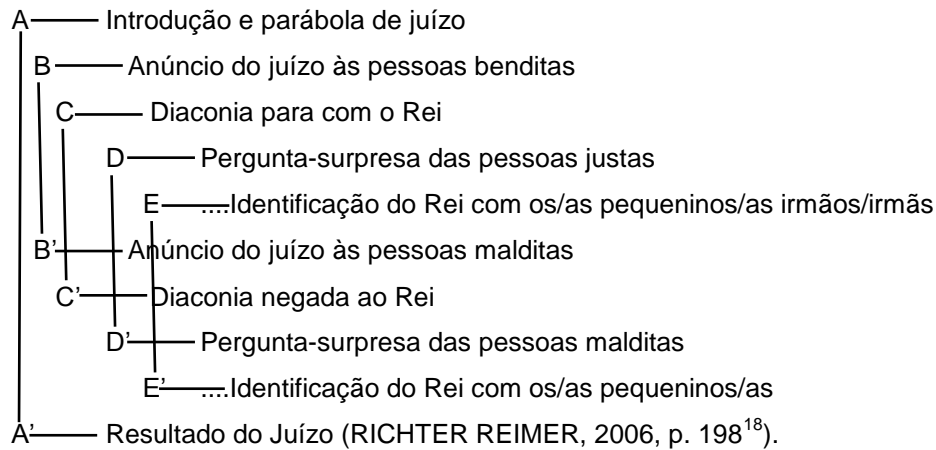 A Introdução e parábola de juízo
B Anúncio do juízo às pessoas benditas
C Diaconia para com o Rei
D Pergunta-surpresa das pessoas justas
E ....Identificação do Rei com os/as pequeninos/as irmãos/irmãs
B' Anúncio do juízo às pessoas malditas
C' Diaconia negada ao Rei
D' Pergunta-surpresa das pessoas malditas
E' ....Identificação do Rei com os/as pequeninos/as
A' Resultado do Juízo (RICHTER REIMER, 2006, p. 198¹⁸).